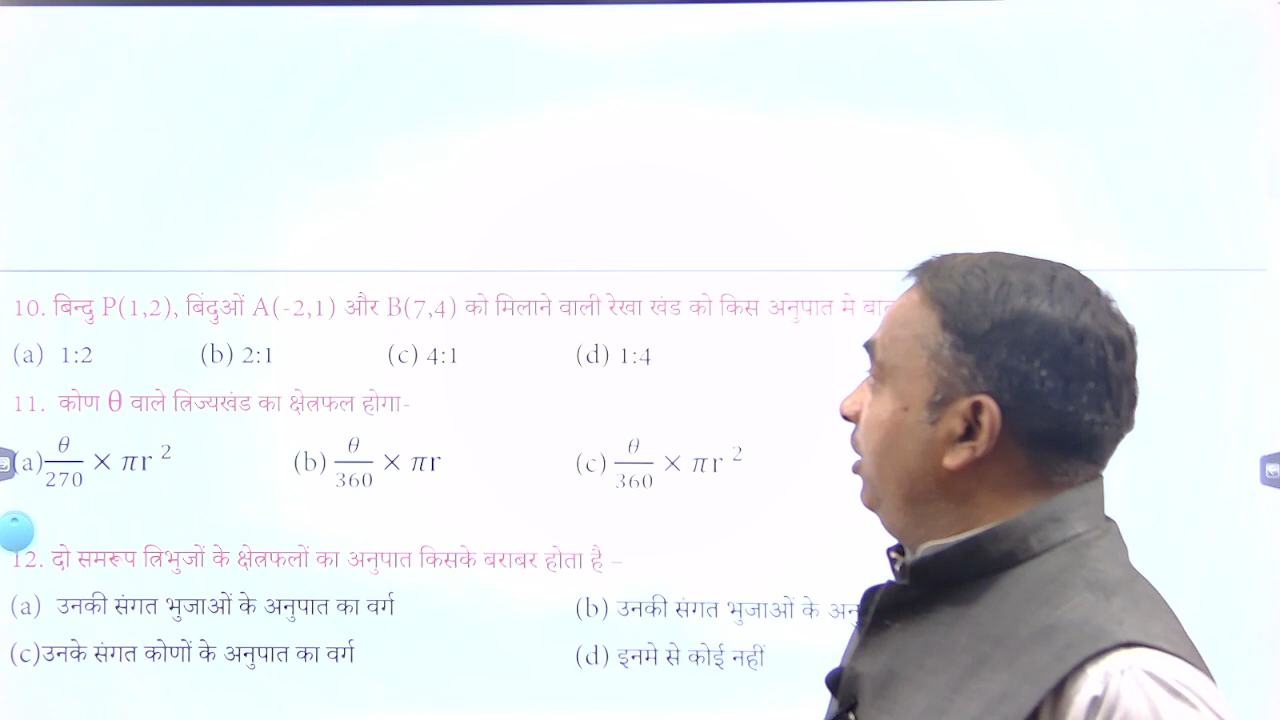 10. बिन्दु P(1,2), बिंदुओं A(-2,1) और B(7,4) को मिलाने वाली रेखा खंड को किस अनुपात मे
(a) 1:2 (b) 2:1 (c) 4:1 (d) 1:4
11. कोण θ वाले त्रिज्यखंड का क्षेत्रफल होगा-
(a) θ/270 × πr² (b) θ/360 × πr (c) θ/360 × πr²
12. दो समरूप त्रिभुजों के क्षेत्रफलों का अनुपात किसके बराबर होता है –
(a) उनकी संगत भुजाओं के अनुपात का वर्ग (b) उनकी संगत भुजाओं के
(c)उनके संगत कोणों के अनुपात का वर्ग (d) इनमे से कोई नहीं